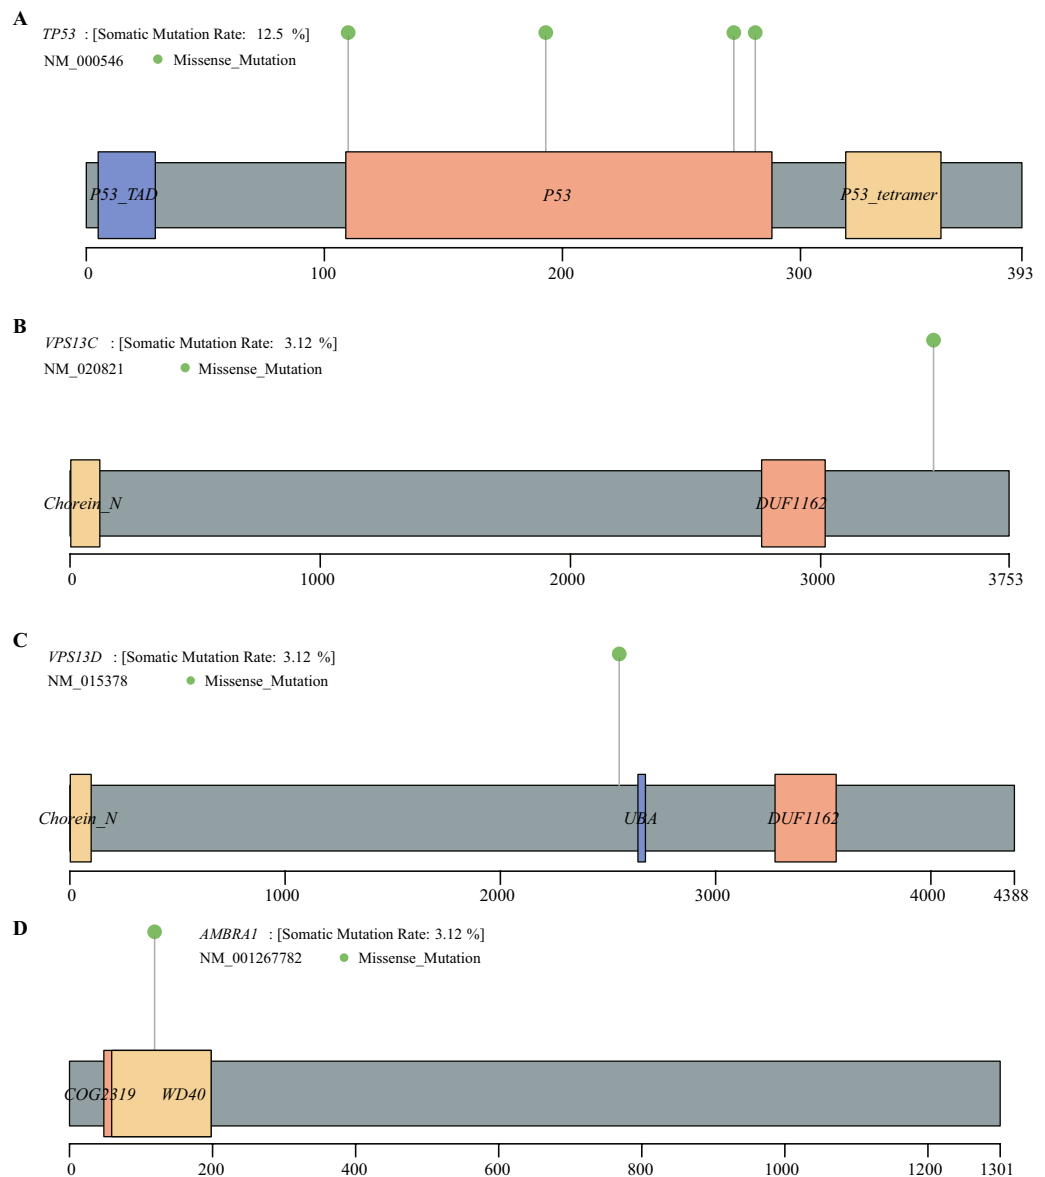 A
TP53 : [Somatic Mutation Rate: 12.5 %]
NM_000546 Missense_Mutation
P53_TAD P53 P53_tetramer
0 100 200 300 393
B
VPS13C : [Somatic Mutation Rate: 3.12 %]
NM_020821 Missense_Mutation
Chorein_N DUF1162
0 1000 2000 3000 3753
C
VPS13D : [Somatic Mutation Rate: 3.12 %]
NM_015378 Missense_Mutation
Chorein_N UBA DUF1162
0 1000 2000 3000 4000 4388
D
AMBRA1 : [Somatic Mutation Rate: 3.12 %]
NM_001267782 Missense_Mutation
COG2319 WD40
0 200 400 600 800 1000 1200 1301